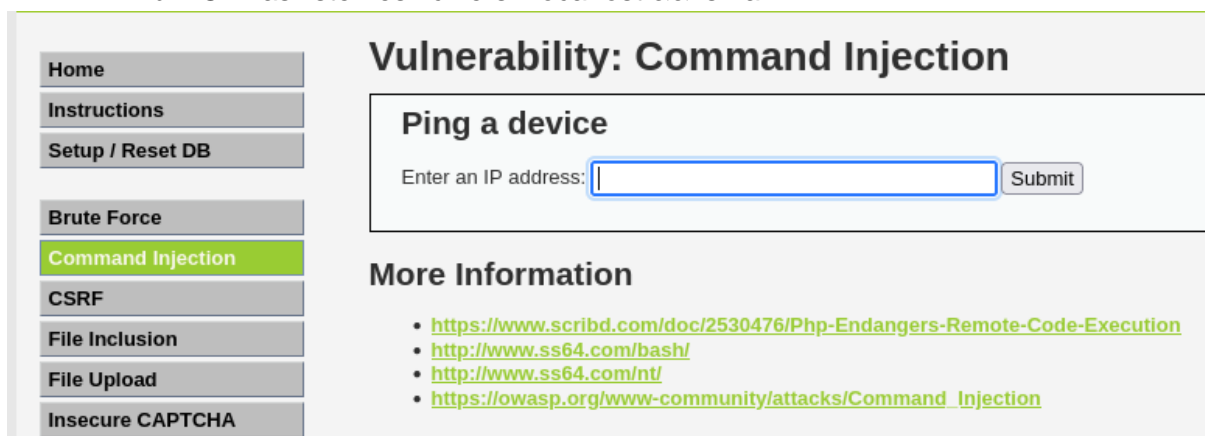 Home
Instructions
Setup / Reset DB
Brute Force
Command Injection
CSRF
File Inclusion
File Upload
Insecure CAPTCHA
Vulnerability: Command Injection
Ping a device
Enter an IP address:
Submit
More Information
https://www.scribd.com/doc/2530476/Php-Endangers-Remote-Code-Execution
http://www.ss64.com/bash/
http://www.ss64.com/nt/
https://owasp.org/www-community/attacks/Command_Injection